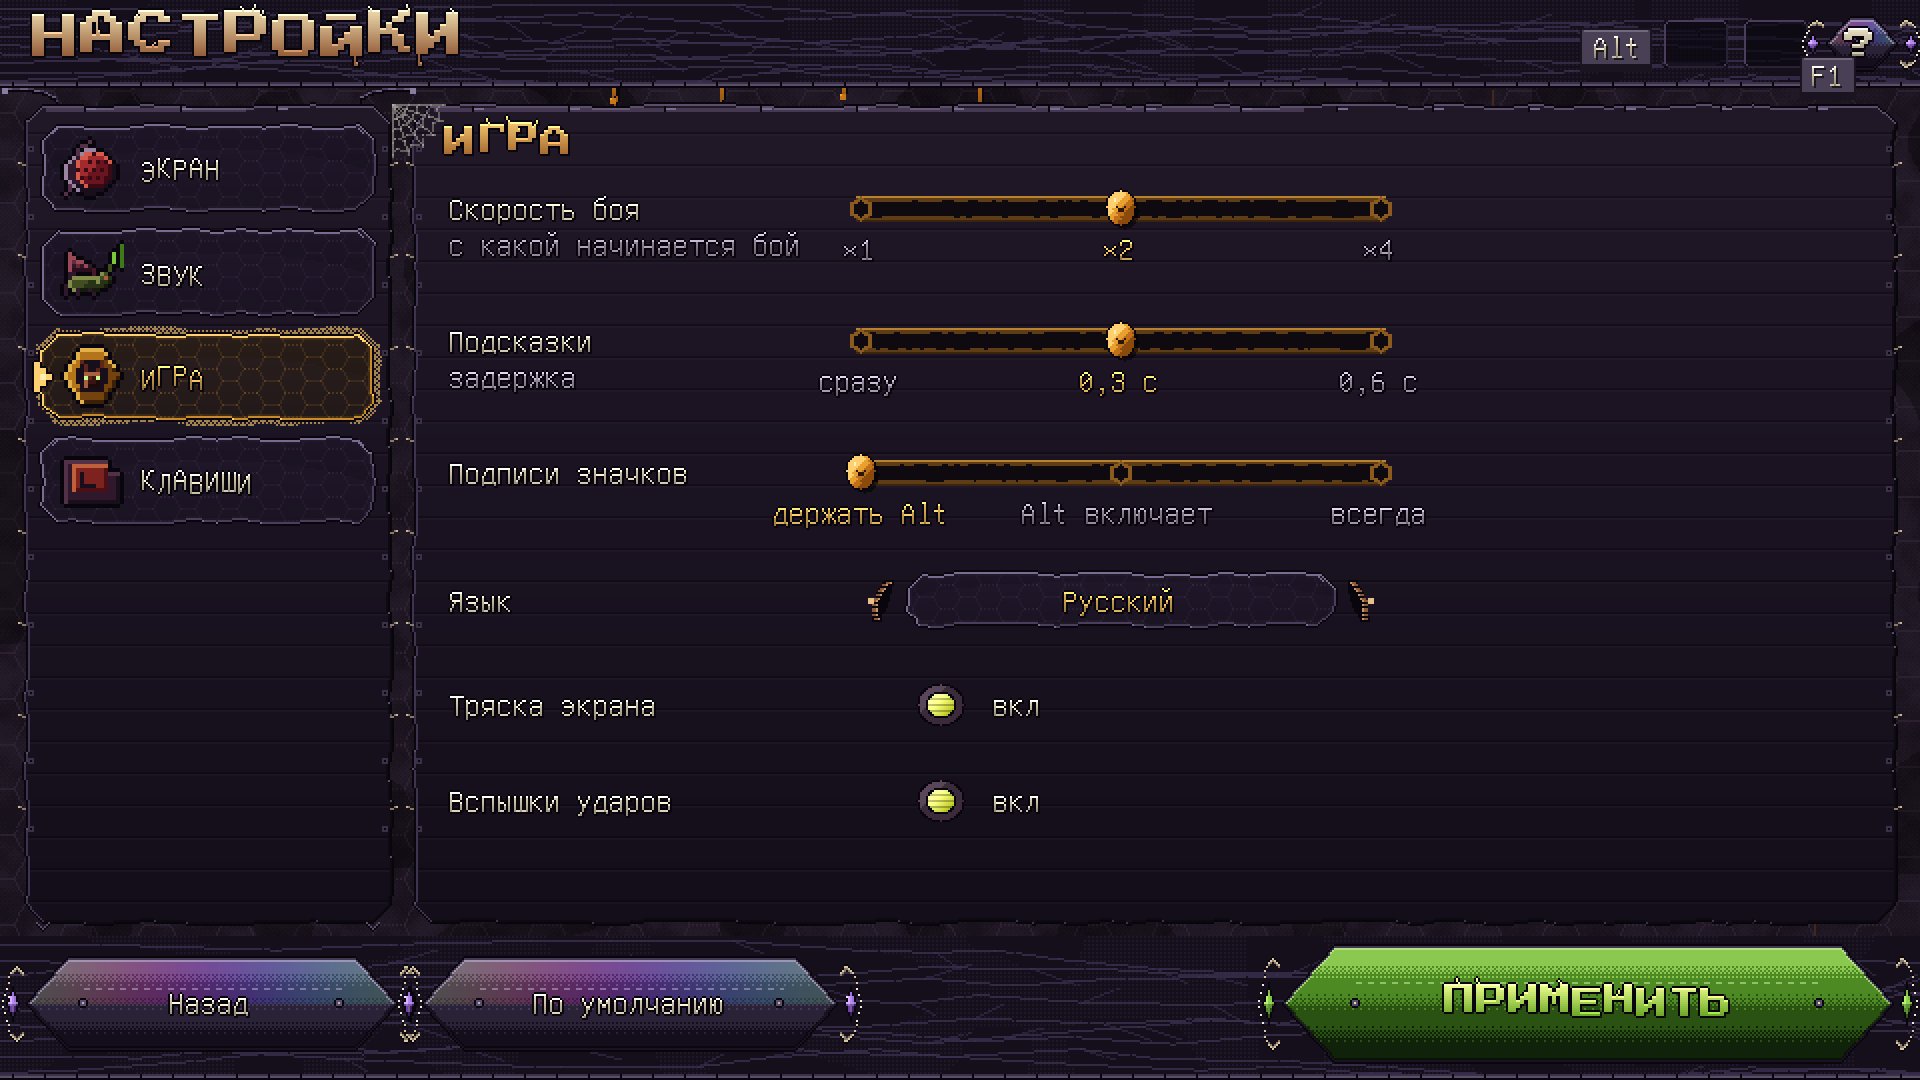 НАСТРОЙКИ
Alt
?
F1
ЭКРАН
ЗВУК
ИГРА
КЛАВИШИ
ИГРА
Скорость боя
с какой начинается бой
×1 ×2 ×4
Подсказки
задержка
сразу 0,3 с 0,6 с
Подписи значков
держать Alt Alt включает всегда
Язык Русский
Тряска экрана вкл
Вспышки ударов вкл
Назад По умолчанию ПРИМЕНИТЬ